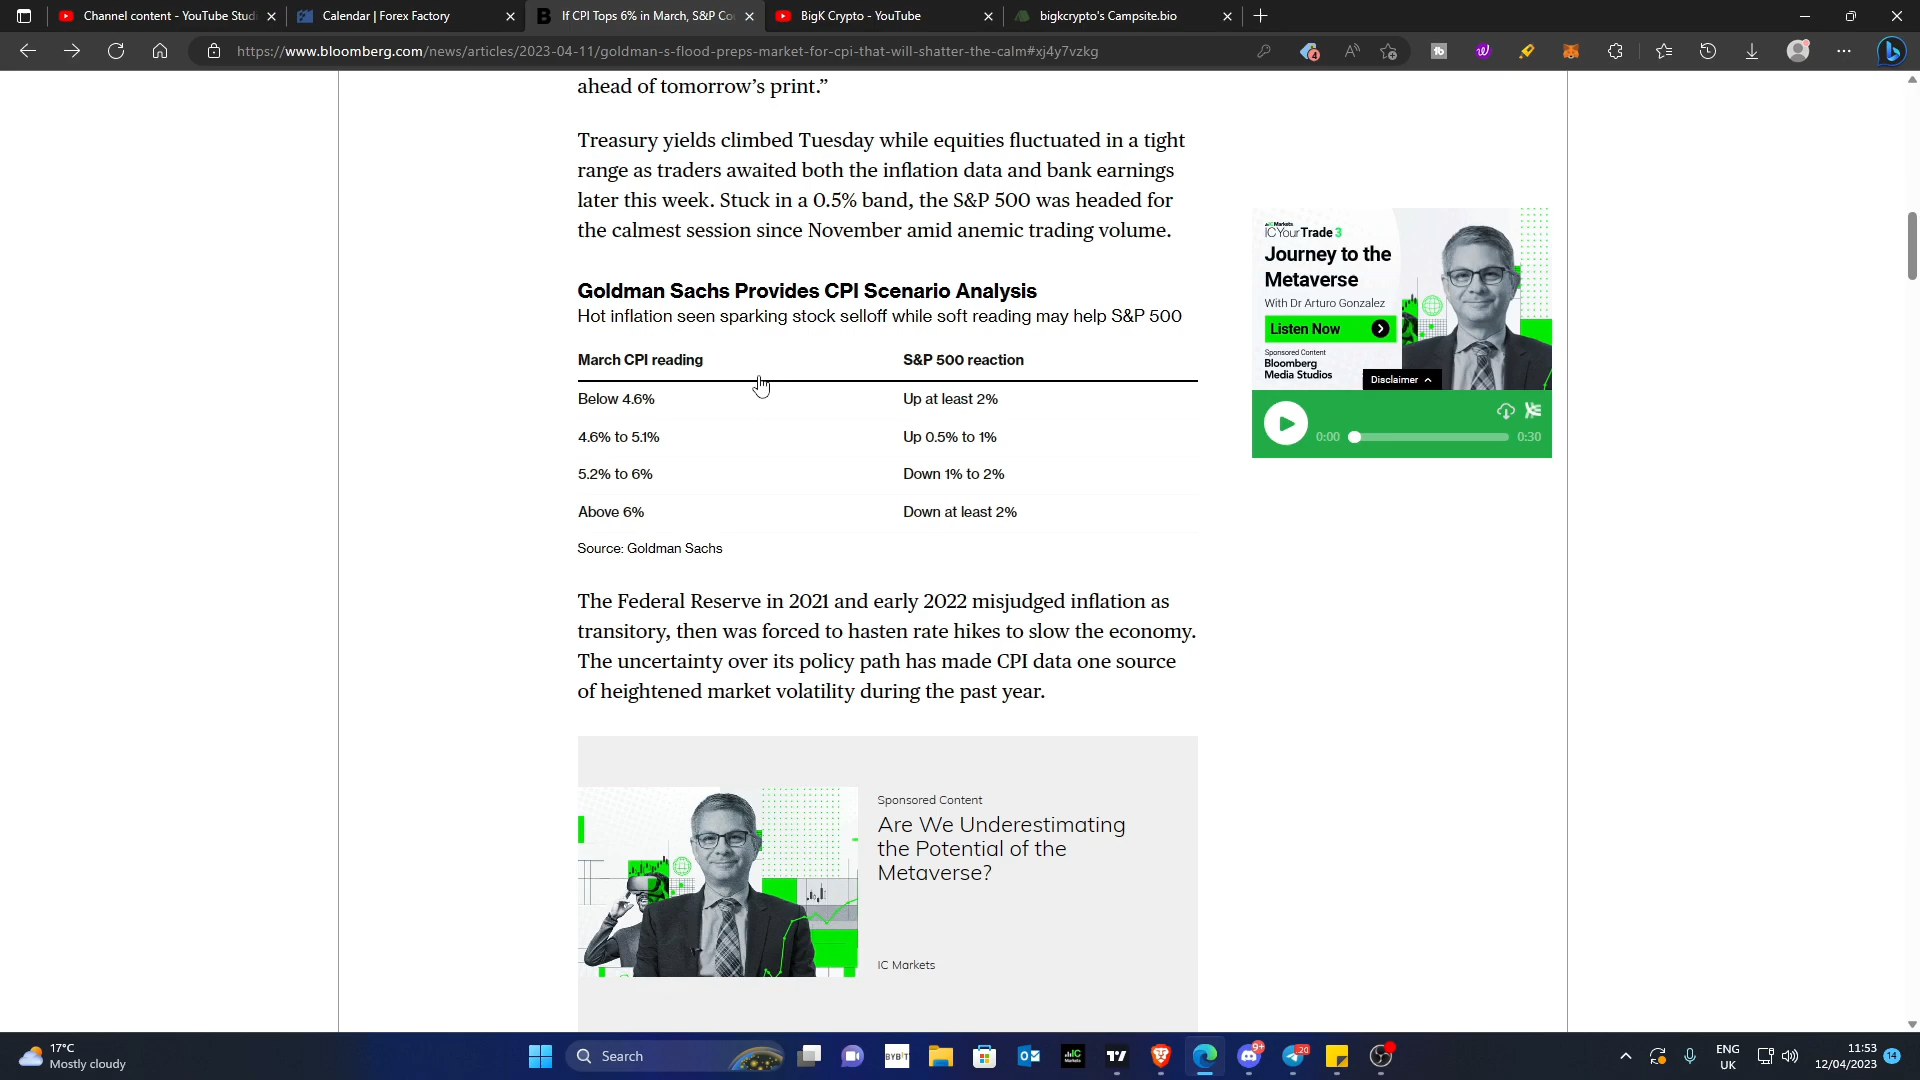 Channel content - YouTube Studi
Calendar | Forex Factory
If CPI Tops 6% in March, S&P Co
BigK Crypto - YouTube
bigkcrypto's Campsite.bio
https://www.bloomberg.com/news/articles/2023-04-11/goldman-s-flood-preps-market-for-cpi-that-will-shatter-the-calm#xj4y7vzkg
ahead of tomorrow’s print.”
Treasury yields climbed Tuesday while equities fluctuated in a tight
range as traders awaited both the inflation data and bank earnings
later this week. Stuck in a 0.5% band, the S&P 500 was headed for
the calmest session since November amid anemic trading volume.
Goldman Sachs Provides CPI Scenario Analysis
Hot inflation seen sparking stock selloff while soft reading may help S&P 500
March CPI reading S&P 500 reaction
Below 4.6% Up at least 2%
4.6% to 5.1% Up 0.5% to 1%
5.2% to 6% Down 1% to 2%
Above 6% Down at least 2%
Source: Goldman Sachs
The Federal Reserve in 2021 and early 2022 misjudged inflation as
transitory, then was forced to hasten rate hikes to slow the economy.
The uncertainty over its policy path has made CPI data one source
of heightened market volatility during the past year.
Sponsored Content
Are We Underestimating
the Potential of the
Metaverse?
IC Markets
IC Markets
IC Your Trade 3
Journey to the
Metaverse
With Dr Arturo Gonzalez
Listen Now
Sponsored Content
Bloomberg
Media Studios
Disclaimer
0:00 0:30
17°C
Mostly cloudy
Search
BYBIT
9+
20
ENG
UK
11:53
12/04/2023
14